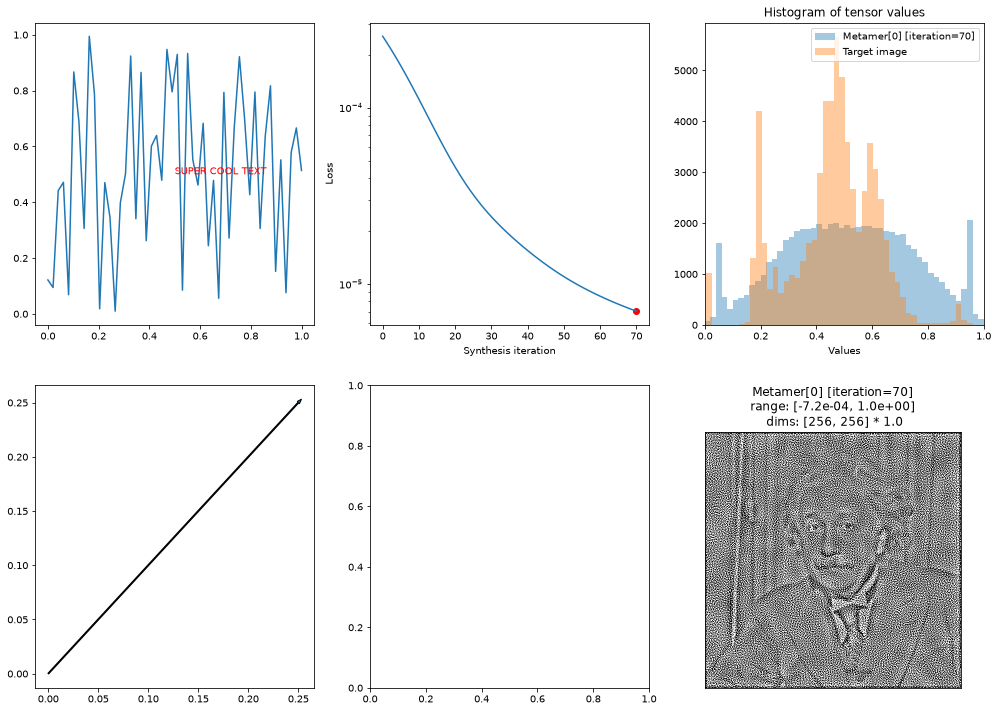 1.0
0.8
0.6
0.4
0.2
0.0
SUPER COOL TEXT
0.0 0.2 0.4 0.6 0.8 1.0
Loss
10⁻⁴
10⁻⁵
0 10 20 30 40 50 60 70
Synthesis iteration
Histogram of tensor values
Metamer[0] [iteration=70]
Target image
5000
4000
3000
2000
1000
0
0.0 0.2 0.4 0.6 0.8 1.0
Values
0.25
0.20
0.15
0.10
0.05
0.00
0.00 0.05 0.10 0.15 0.20 0.25
1.0
0.8
0.6
0.4
0.2
0.0
0.0 0.2 0.4 0.6 0.8 1.0
Metamer[0] [iteration=70]
range: [-7.2e-04, 1.0e+00]
dims: [256, 256] * 1.0